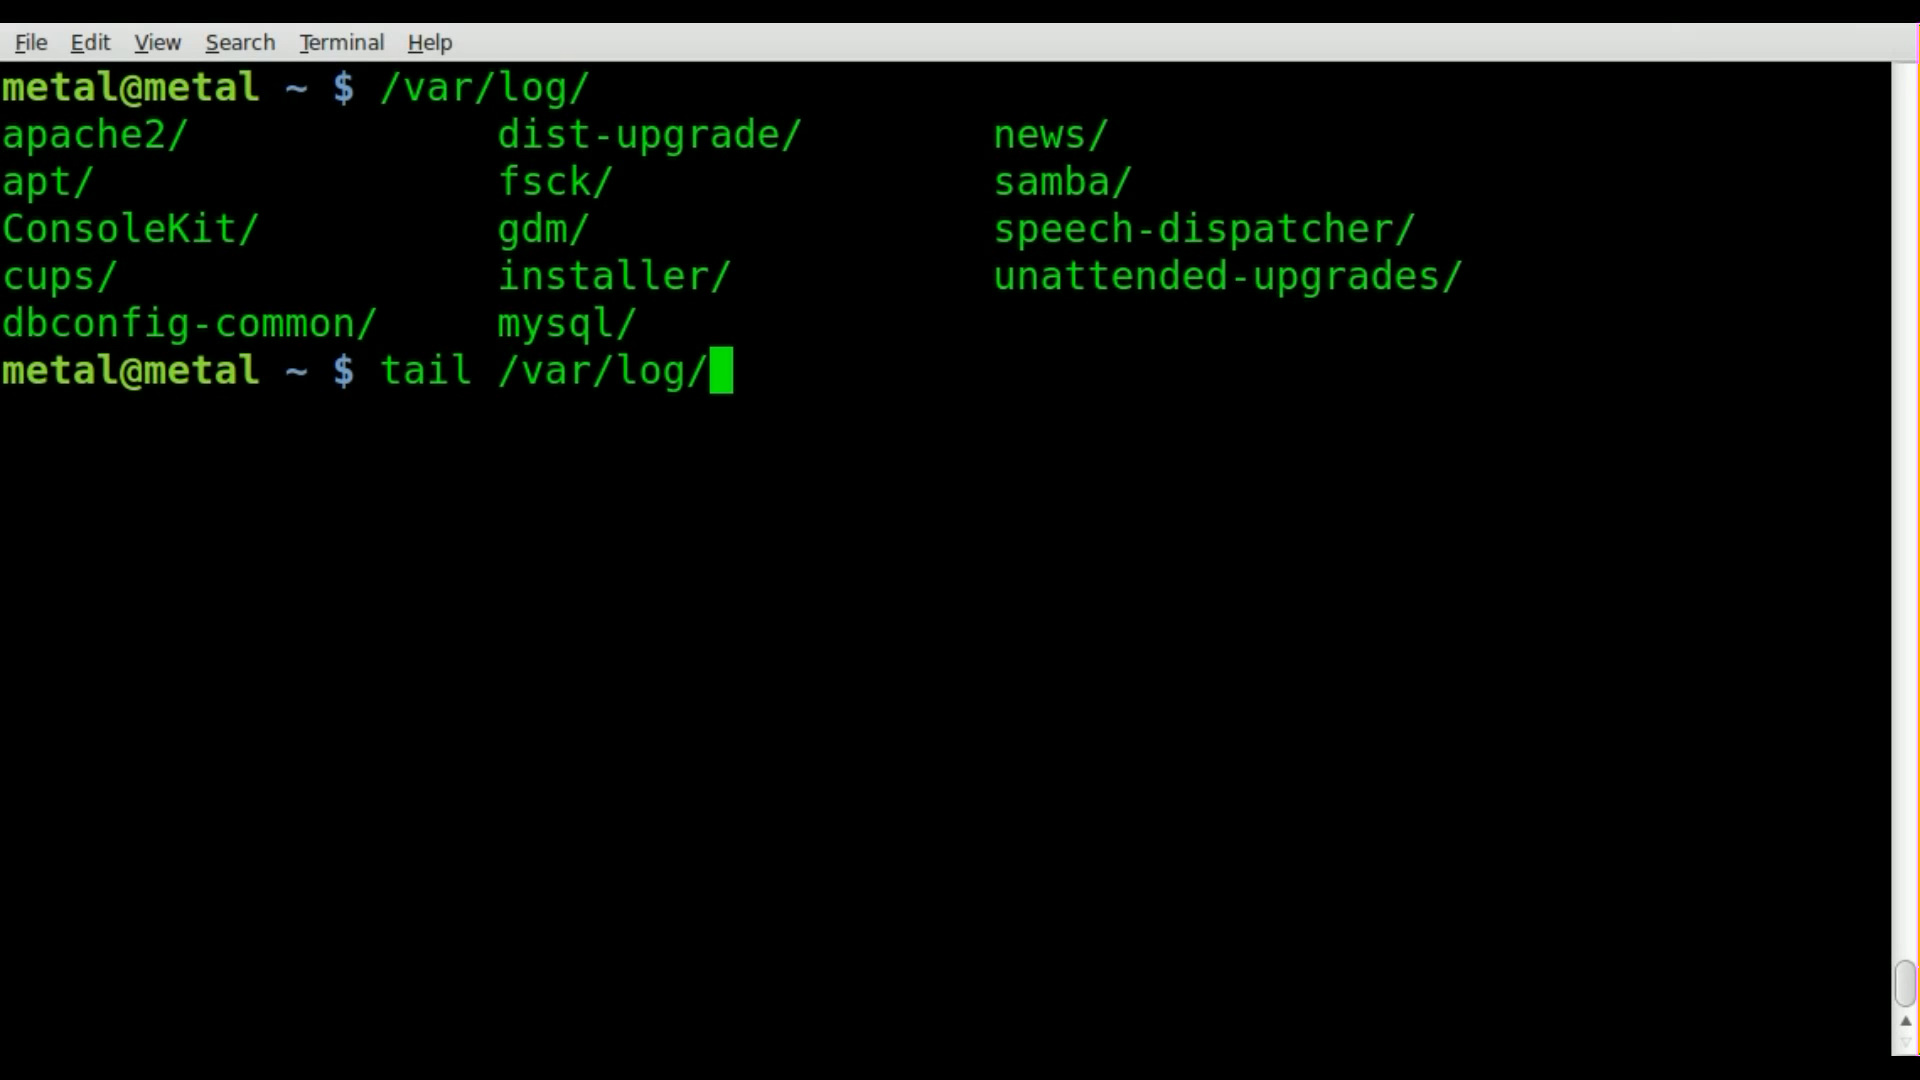 File Edit View Search Terminal Help
metal@metal ~ $ /var/log/
apache2/ dist-upgrade/ news/
apt/ fsck/ samba/
ConsoleKit/ gdm/ speech-dispatcher/
cups/ installer/ unattended-upgrades/
dbconfig-common/ mysql/
metal@metal ~ $ tail /var/log/